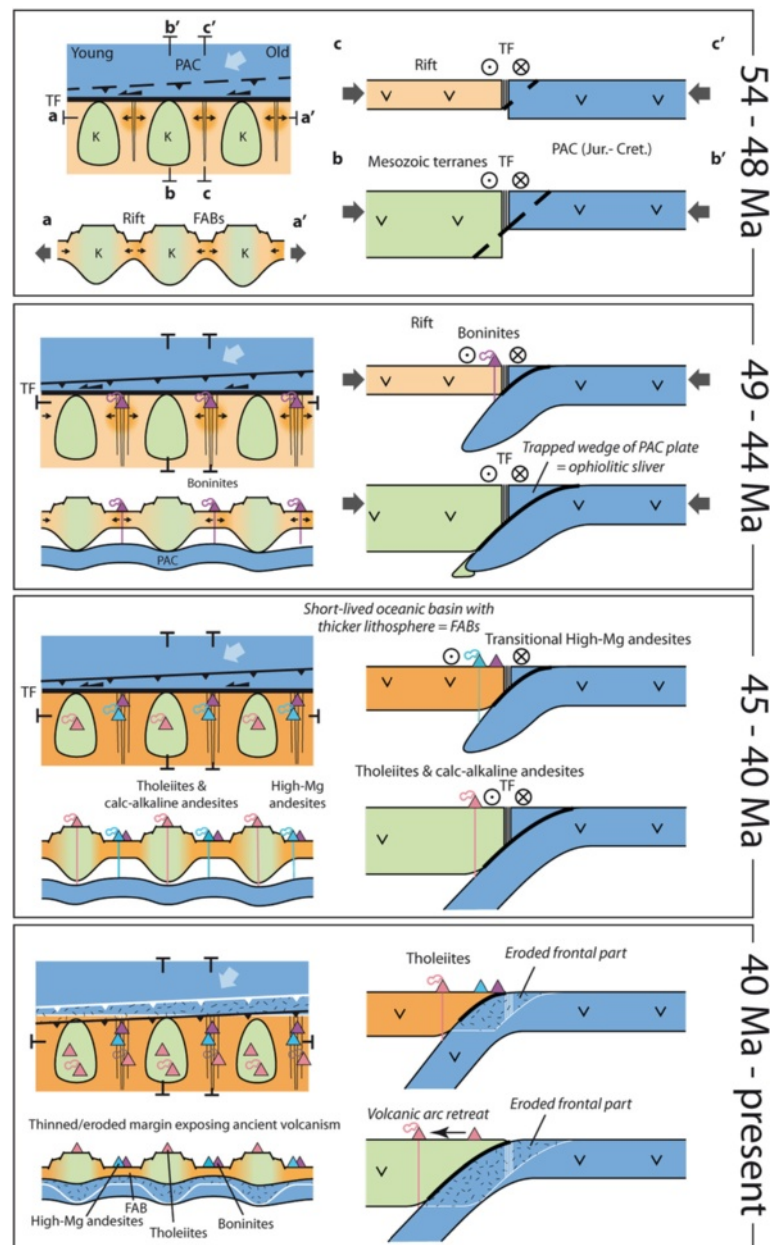 b′ c′
Young PAC Old
TF
a a′
K K K
b c
a Rift FABs a′
K K K
c TF c′
Rift
b Mesozoic terranes TF PAC (Jur.- Cret.) b′
54 - 48 Ma
TF
Boninites
PAC
Rift
Boninites
Trapped wedge of PAC plate
= ophiolitic sliver
TF
49 - 44 Ma
Short-lived oceanic basin with
thicker lithosphere = FABs
Transitional High-Mg andesites
TF
Tholeiites &
calc-alkaline andesites
High-Mg
andesites
Tholeiites & calc-alkaline andesites
TF
45 - 40 Ma
Thinned/eroded margin exposing ancient volcanism
FAB
High-Mg andesites
Tholeiites
Boninites
Tholeiites
Eroded frontal part
Volcanic arc retreat
Eroded frontal part
40 Ma - present